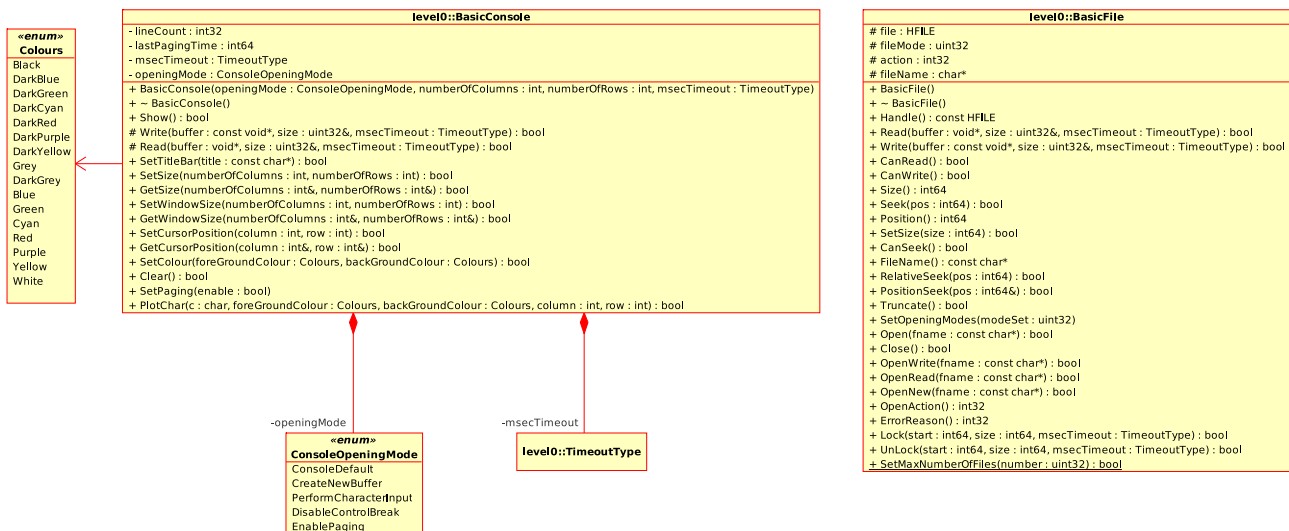 «enum»
Colours
Black
DarkBlue
DarkGreen
DarkCyan
DarkRed
DarkPurple
DarkYellow
Grey
DarkGrey
Blue
Green
Cyan
Red
Purple
Yellow
White
level0::BasicConsole
- lineCount : int32
- lastPagingTime : int64
- msecTimeout : TimeoutType
- openingMode : ConsoleOpeningMode
+ BasicConsole(openingMode : ConsoleOpeningMode, numberOfColumns : int, numberOfRows : int, msecTimeout : TimeoutType)
+ ~ BasicConsole()
+ Show() : bool
# Write(buffer : const void*, size : uint32&, msecTimeout : TimeoutType) : bool
# Read(buffer : void*, size : uint32&, msecTimeout : TimeoutType) : bool
+ SetTitleBar(title : const char*) : bool
+ SetSize(numberOfColumns : int, numberOfRows : int) : bool
+ GetSize(numberOfColumns : int&, numberOfRows : int&) : bool
+ SetWindowSize(numberOfColumns : int, numberOfRows : int) : bool
+ GetWindowSize(numberOfColumns : int&, numberOfRows : int&) : bool
+ SetCursorPosition(column : int, row : int) : bool
+ GetCursorPosition(column : int&, row : int&) : bool
+ SetColour(foreGroundColour : Colours, backGroundColour : Colours) : bool
+ Clear() : bool
+ SetPaging(enable : bool)
+ PlotChar(c : char, foreGroundColour : Colours, backGroundColour : Colours, column : int, row : int) : bool
-openingMode
-msecTimeout
«enum»
ConsoleOpeningMode
ConsoleDefault
CreateNewBuffer
PerformCharacterInput
DisableControlBreak
EnablePaging
level0::TimeoutType
level0::BasicFile
# file : HFILE
# fileMode : uint32
# action : int32
# fileName : char*
+ BasicFile()
+ ~ BasicFile()
+ Handle() : const HFILE
+ Read(buffer : void*, size : uint32&, msecTimeout : TimeoutType) : bool
+ Write(buffer : const void*, size : uint32&, msecTimeout : TimeoutType) : bool
+ CanRead() : bool
+ CanWrite() : bool
+ Size() : int64
+ Seek(pos : int64) : bool
+ Position() : int64
+ SetSize(size : int64) : bool
+ CanSeek() : bool
+ FileName() : const char*
+ RelativeSeek(pos : int64) : bool
+ PositionSeek(pos : int64&) : bool
+ Truncate() : bool
+ SetOpeningModes(modeSet : uint32)
+ Open(fname : const char*) : bool
+ Close() : bool
+ OpenWrite(fname : const char*) : bool
+ OpenRead(fname : const char*) : bool
+ OpenNew(fname : const char*) : bool
+ OpenAction() : int32
+ ErrorReason() : int32
+ Lock(start : int64, size : int64, msecTimeout : TimeoutType) : bool
+ UnLock(start : int64, size : int64, msecTimeout : TimeoutType) : bool
+ SetMaxNumberOfFiles(number : uint32) : bool